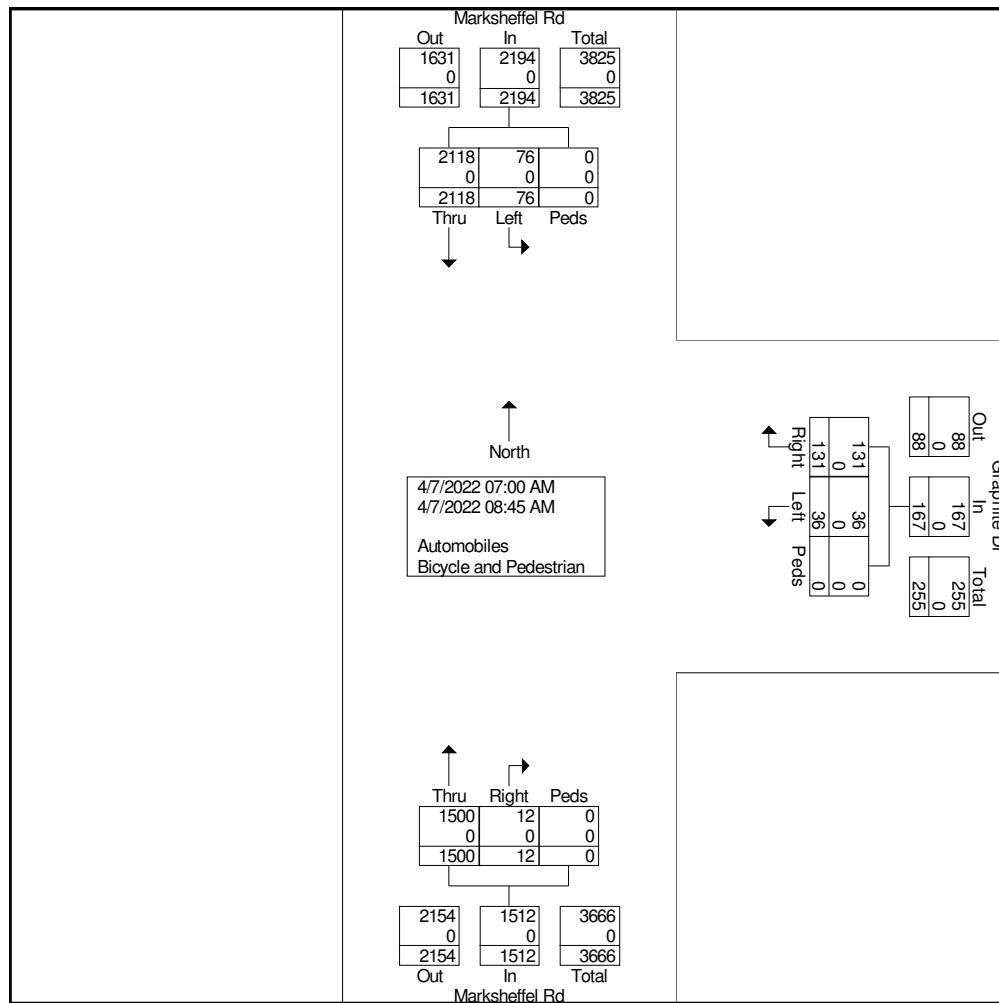 Marksheffel Rd
Out In Total
1631 2194 3825
0 0 0
1631 2194 3825
2118 76 0
0 0 0
2118 76 0
Thru Left Peds
North
4/7/2022 07:00 AM
4/7/2022 08:45 AM
Automobiles
Bicycle and Pedestrian
Graphite Dr
Out In Total
88 167 255
0 0 0
88 167 255
131 36 0
0 0 0
131 36 0
Right Left Peds
Thru Right Peds
1500 12 0
0 0 0
1500 12 0
2154 1512 3666
0 0 0
2154 1512 3666
Out In Total
Marksheffel Rd